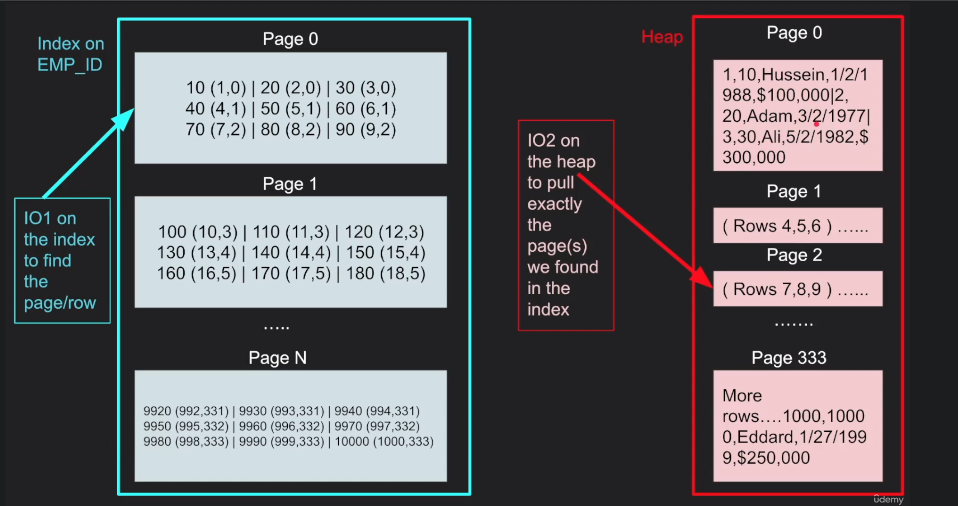 Index on
EMP_ID
Page 0
10 (1,0) | 20 (2,0) | 30 (3,0)
40 (4,1) | 50 (5,1) | 60 (6,1)
70 (7,2) | 80 (8,2) | 90 (9,2)
Page 1
100 (10,3) | 110 (11,3) | 120 (12,3)
130 (13,4) | 140 (14,4) | 150 (15,4)
160 (16,5) | 170 (17,5) | 180 (18,5)
…..
Page N
9920 (992,331) | 9930 (993,331) | 9940 (994,331)
9950 (995,332) | 9960 (996,332) | 9970 (997,332)
9980 (998,333) | 9990 (999,333) | 10000 (1000,333)
IO1 on
the index
to find
the
page/row
IO2 on
the heap
to pull
exactly
the
page(s)
we found
in the
index
Heap
Page 0
1,10,Hussein,1/2/1
988,$100,000|2,
20,Adam,3/2/1977|
3,30,Ali,5/2/1982,$
300,000
Page 1
( Rows 4,5,6 ) …...
Page 2
( Rows 7,8,9 ) …...
…….
Page 333
More
rows….1000,1000
0,Eddard,1/27/199
9,$250,000
ûdemy